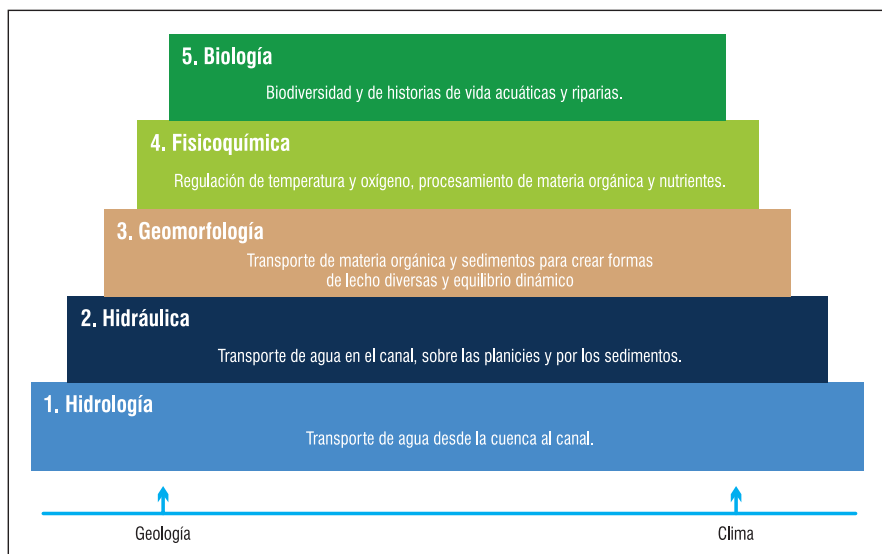 5. Biología
Biodiversidad y de historias de vida acuáticas y riparias.
4. Fisicoquímica
Regulación de temperatura y oxígeno, procesamiento de materia orgánica y nutrientes.
3. Geomorfología
Transporte de materia orgánica y sedimentos para crear formas
de lecho diversas y equilibrio dinámico
2. Hidráulica
Transporte de agua en el canal, sobre las planicies y por los sedimentos.
1. Hidrología
Transporte de agua desde la cuenca al canal.
Geología
Clima